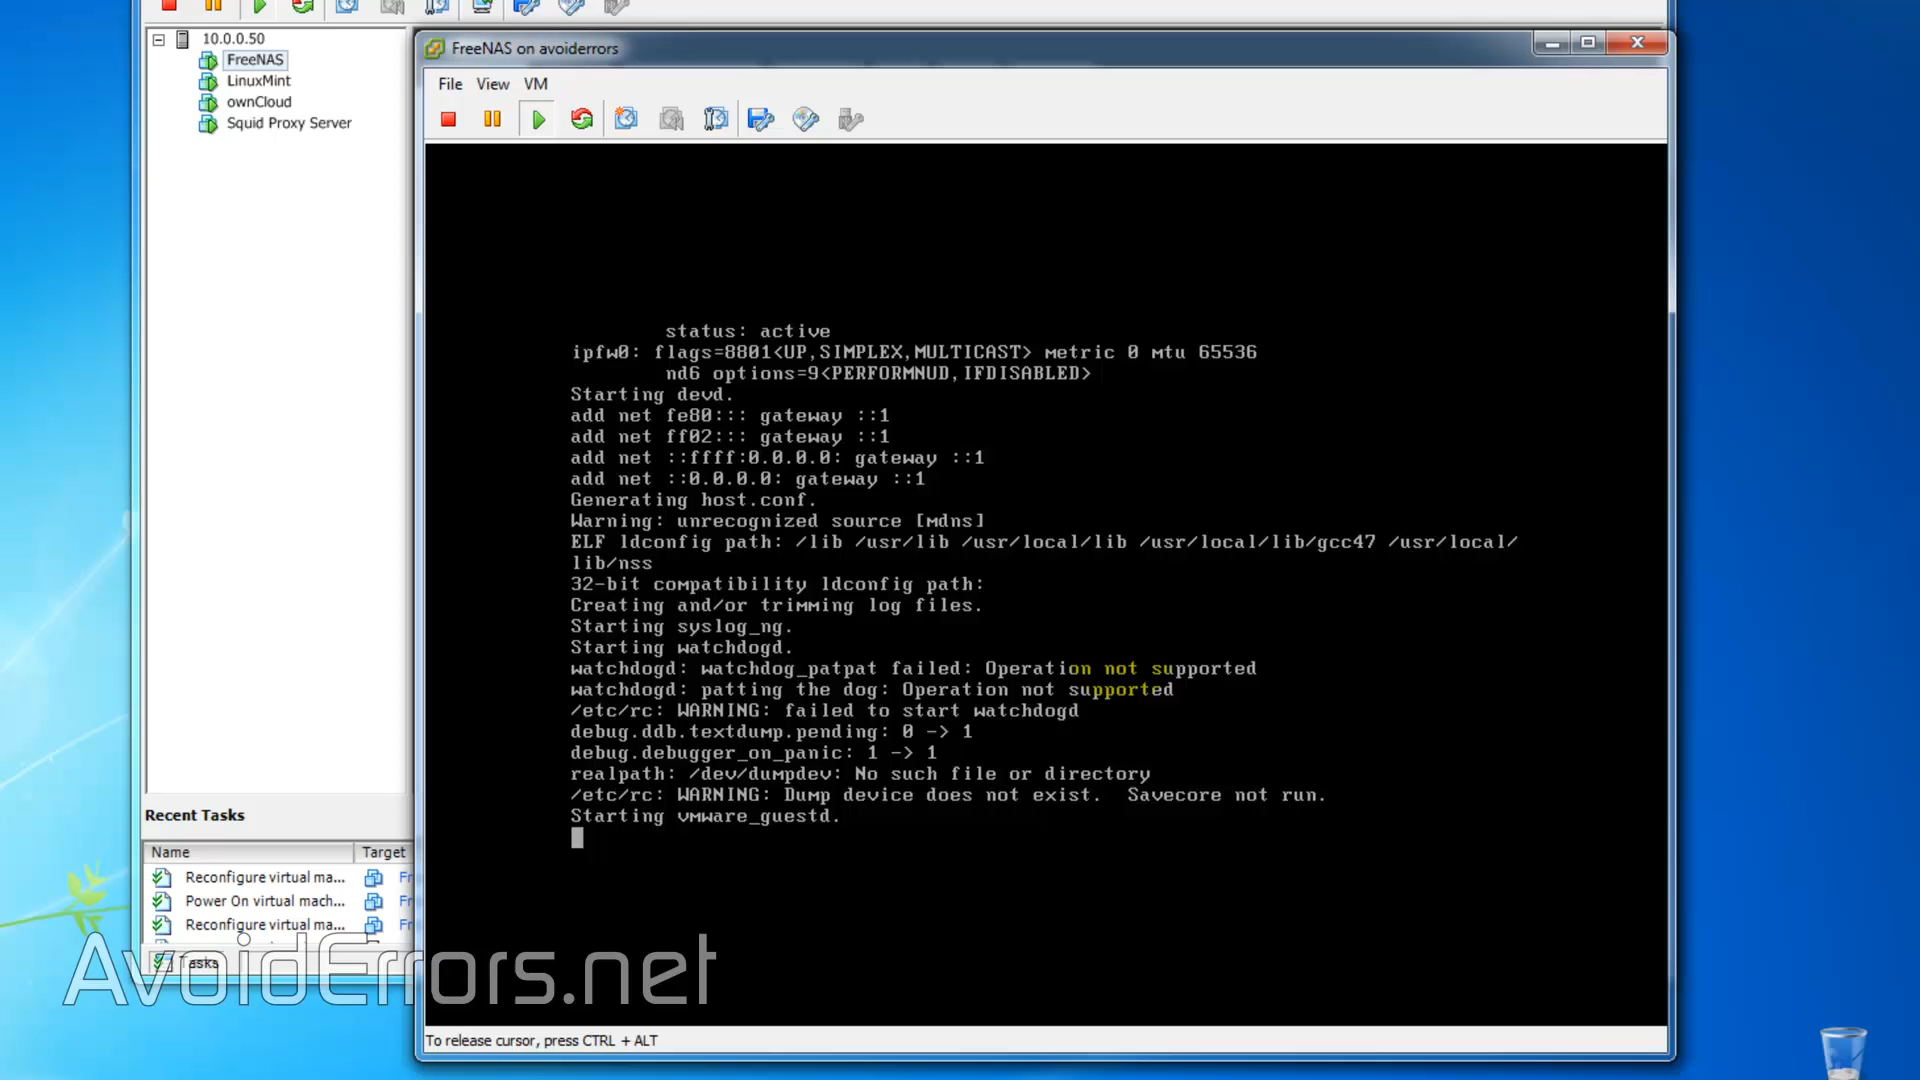 10.0.0.50
FreeNAS
LinuxMint
ownCloud
Squid Proxy Server
FreeNAS on avoiderrors
File View VM
status: active
ipfw0: flags=8801<UP,SIMPLEX,MULTICAST> metric 0 mtu 65536
nd6 options=9<PERFORMNUD,IFDISABLED>
Starting devd.
add net fe80::: gateway ::1
add net ff02::: gateway ::1
add net ::ffff:0.0.0.0: gateway ::1
add net ::0.0.0.0: gateway ::1
Generating host.conf.
Warning: unrecognized source [mdns]
ELF ldconfig path: /lib /usr/lib /usr/local/lib /usr/local/lib/gcc47 /usr/local/
lib/nss
32-bit compatibility ldconfig path:
Creating and/or trimming log files.
Starting syslog_ng.
Starting watchdogd.
watchdogd: watchdog_patpat failed: Operation not supported
watchdogd: patting the dog: Operation not supported
/etc/rc: WARNING: failed to start watchdogd
debug.ddb.textdump.pending: 0 -> 1
debug.debugger_on_panic: 1 -> 1
realpath: /dev/dumpdev: No such file or directory
/etc/rc: WARNING: Dump device does not exist.  Savecore not run.
Starting vmware_guestd.
Recent Tasks
Name Target
Reconfigure virtual ma... Fr
Power On virtual mach... Fr
Reconfigure virtual ma... Fr
Tasks
AvoidErrors.net
To release cursor, press CTRL + ALT